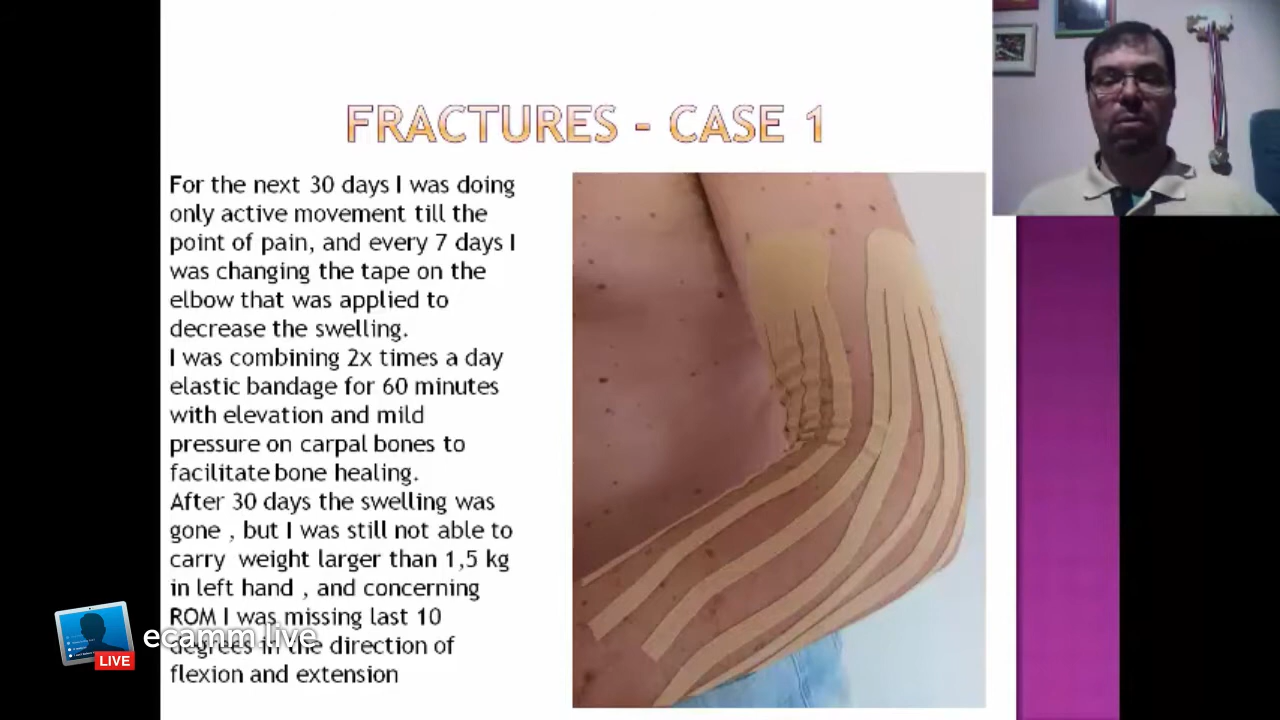 FRACTURES - CASE 1
For the next 30 days I was doing
only active movement till the
point of pain, and every 7 days I
was changing the tape on the
elbow that was applied to
decrease the swelling.
I was combining 2x times a day
elastic bandage for 60 minutes
with elevation and mild
pressure on carpal bones to
facilitate bone healing.
After 30 days the swelling was
gone , but I was still not able to
carry weight larger than 1,5 kg
in left hand , and concerning
ROM I was missing last 10
degrees in the direction of
flexion and extension
ecamm.live
LIVE